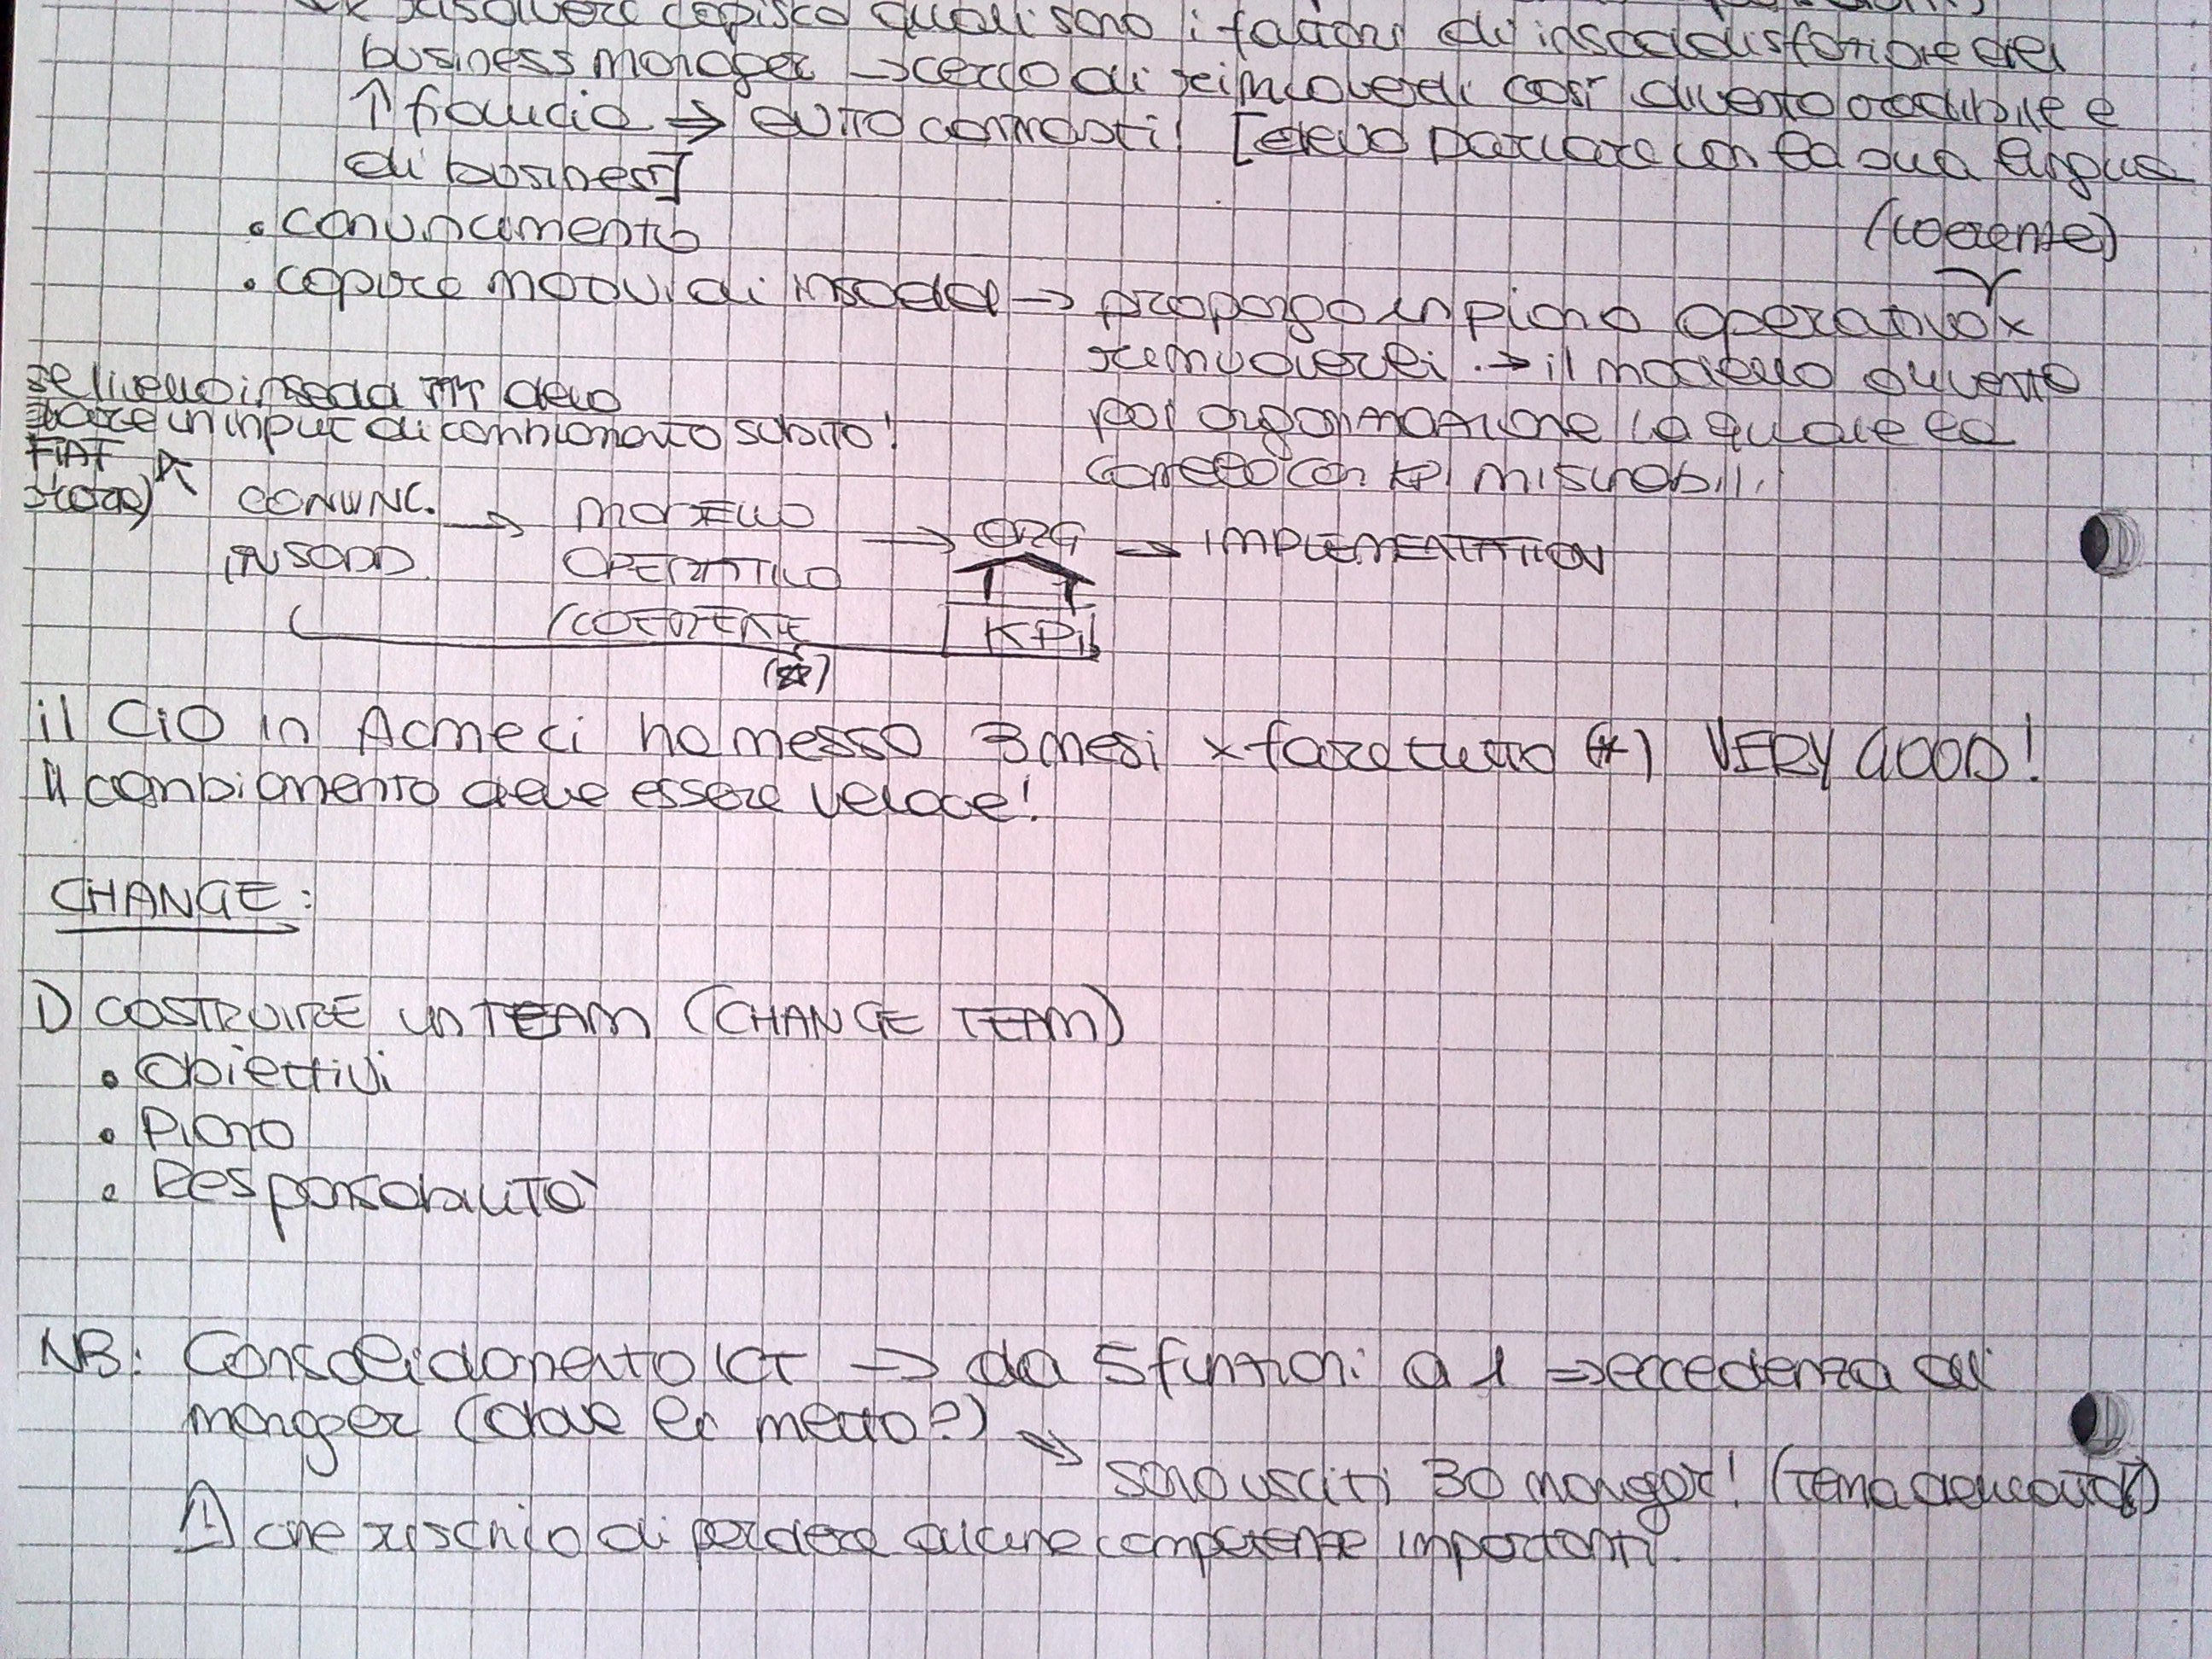 x risolvere capisco quali sono i fattori di insoddisfazione dei
business manager → cerco di rimuoverli così divento credibile e
↑ fiducia ⇒ evito contrasti! [devo parlare con la sua lingua
di business]
• convincimento
(coerente)
• capire motivi di insodd → propongo un piano operativo x
rimuoverli. → il modello diventa
poi organizzazione la quale la
correlo con KPI misurabili.
se livello insodd ↑↑↑ devo
dare un input di cambiamento subito!
FIAT
CONVINC. → MODELLO → ORG → IMPLEMENTATION
INSODD. OPERATIVO
(COERENTE KPI
(*)
il CIO in ha messo 3 mesi x fare tutto (*) VERY GOOD!
Il cambiamento deve essere veloce!
CHANGE:
1) COSTRUIRE un TEAM (CHANGE TEAM)
• Obiettivi
• Piano
• Responsabilità
NB: Consolidamento ICT ⇒ da 5 funzioni a 1 ⇒ eccedenza di
manager (dove li metto?) ⇒
sono usciti 30 manager! (tema delicato!)
! che rischio di perdere alcune competenze importanti.